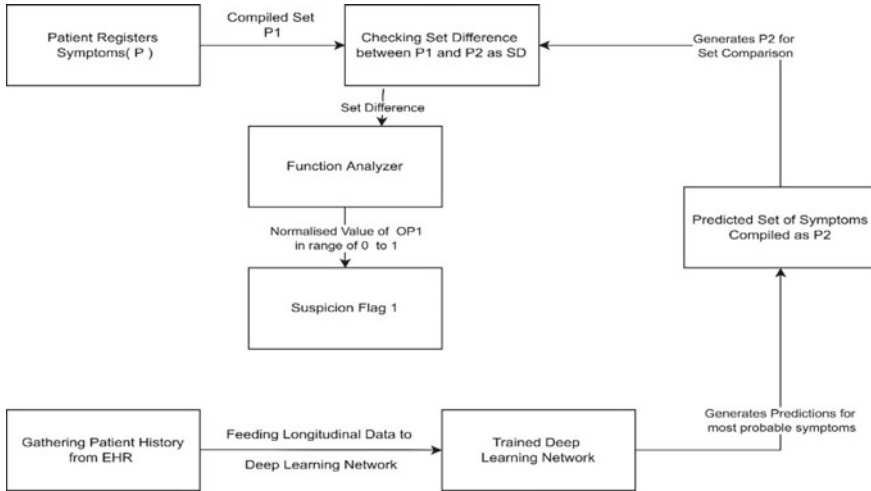 Patient Registers
Symptoms( P )
Compiled Set
P1
Checking Set Difference
between P1 and P2 as SD
Generates P2 for
Set Comparison
Set Difference
Function Analyzer
Normalised Value of OP1
in range of 0 to 1
Suspicion Flag 1
Predicted Set of Symptoms
Compiled as P2
Generates Predictions for
most probable symptoms
Gathering Patient History
from EHR
Feeding Longitudinal Data to
Deep Learning Network
Trained Deep
Learning Network